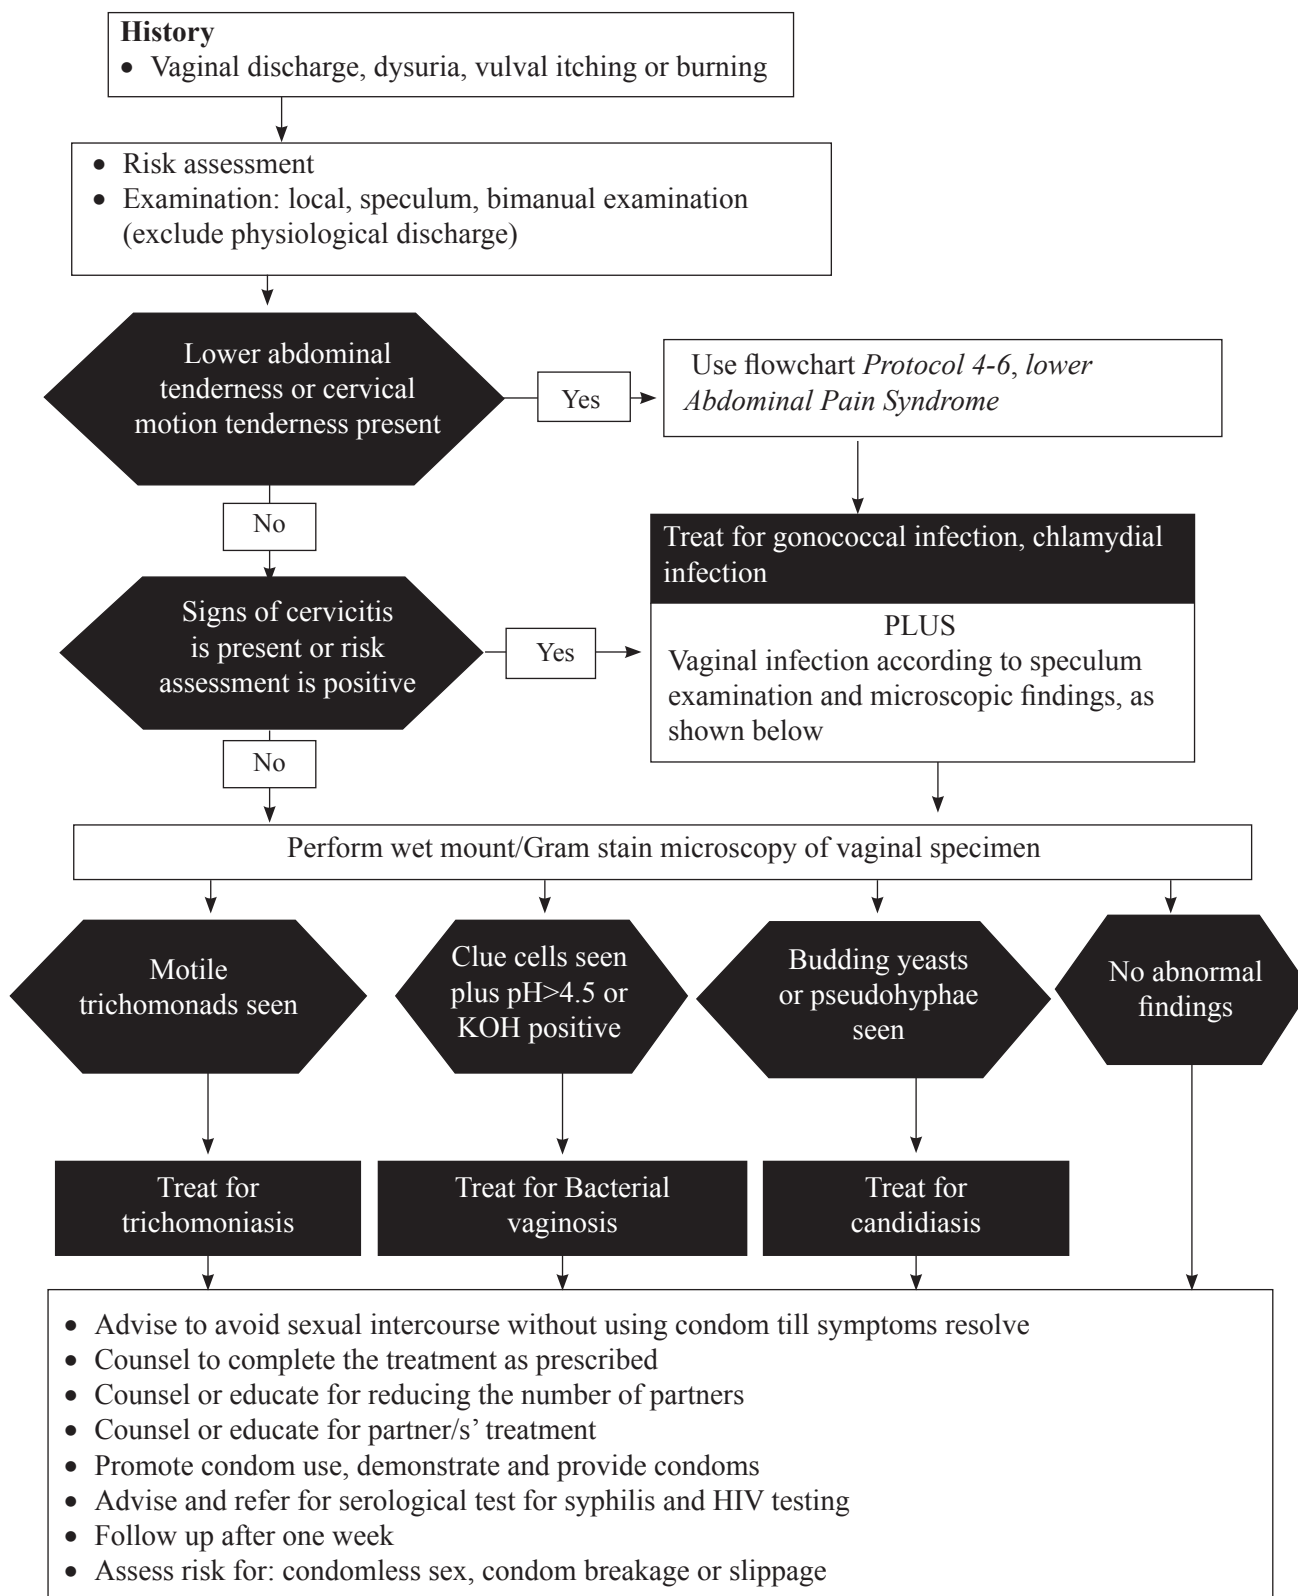 History
• Vaginal discharge, dysuria, vulval itching or burning
• Risk assessment
• Examination: local, speculum, bimanual examination
(exclude physiological discharge)
Lower abdominal
tenderness or cervical
motion tenderness present
Yes
Use flowchart Protocol 4-6, lower
Abdominal Pain Syndrome
No
Treat for gonococcal infection, chlamydial
infection
Signs of cervicitis
is present or risk
assessment is positive
Yes
PLUS
Vaginal infection according to speculum
examination and microscopic findings, as
shown below
No
Perform wet mount/Gram stain microscopy of vaginal specimen
Motile
trichomonads seen
Clue cells seen
plus pH>4.5 or
KOH positive
Budding yeasts
or pseudohyphae
seen
No abnormal
findings
Treat for
trichomoniasis
Treat for Bacterial
vaginosis
Treat for
candidiasis
• Advise to avoid sexual intercourse without using condom till symptoms resolve
• Counsel to complete the treatment as prescribed
• Counsel or educate for reducing the number of partners
• Counsel or educate for partner/s’ treatment
• Promote condom use, demonstrate and provide condoms
• Advise and refer for serological test for syphilis and HIV testing
• Follow up after one week
• Assess risk for: condomless sex, condom breakage or slippage